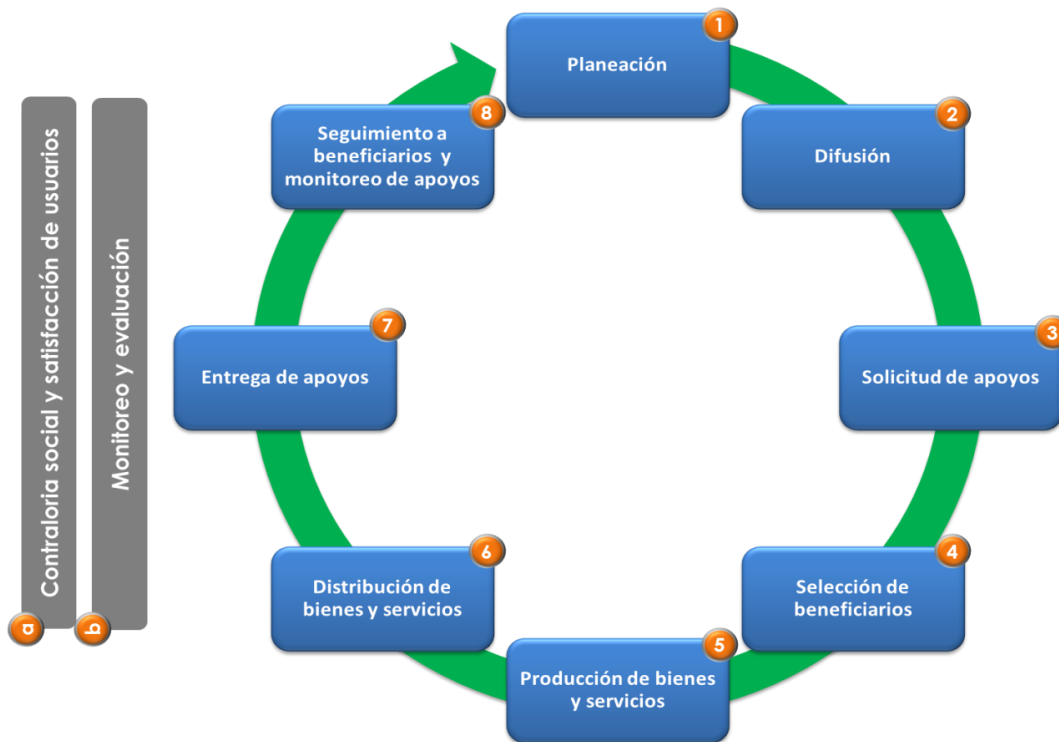 1
Planeación
2
Difusión
3
Solicitud de apoyos
4
Selección de
beneficiarios
5
Producción de bienes
y servicios
6
Distribución de
bienes y servicios
7
Entrega de apoyos
8
Seguimiento a
beneficiarios y
monitoreo de apoyos
a
Contraloria social y satisfacción de usuarios
b
Monitoreo y evaluación